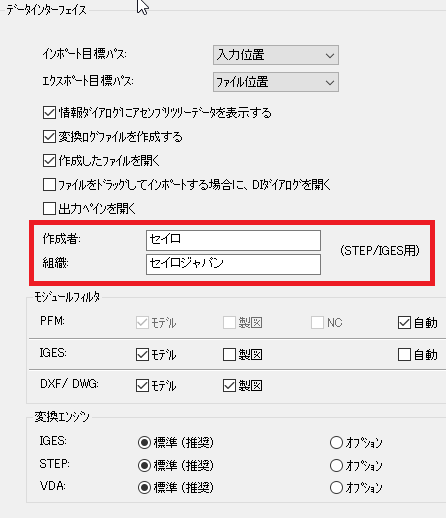 データインターフェイス
インポート目標パス: 入力位置
エクスポート目標パス: ファイル位置
情報ダイアログにアセンブリツリーデータを表示する
変換ログファイルを作成する
作成したファイルを開く
ファイルをドラッグしてインポートする場合に、DIダイアログを開く
出力ペインを開く
作成者: セイロ
(STEP/IGES用)
組織: セイロジャパン
モジュールフィルタ
PFM: モデル 製図 NC 自動
IGES: モデル 製図 自動
DXF/ DWG: モデル 製図
変換エンジン
IGES: 標準 (推奨) オプション
STEP: 標準 (推奨) オプション
VDA: 標準 (推奨) オプション